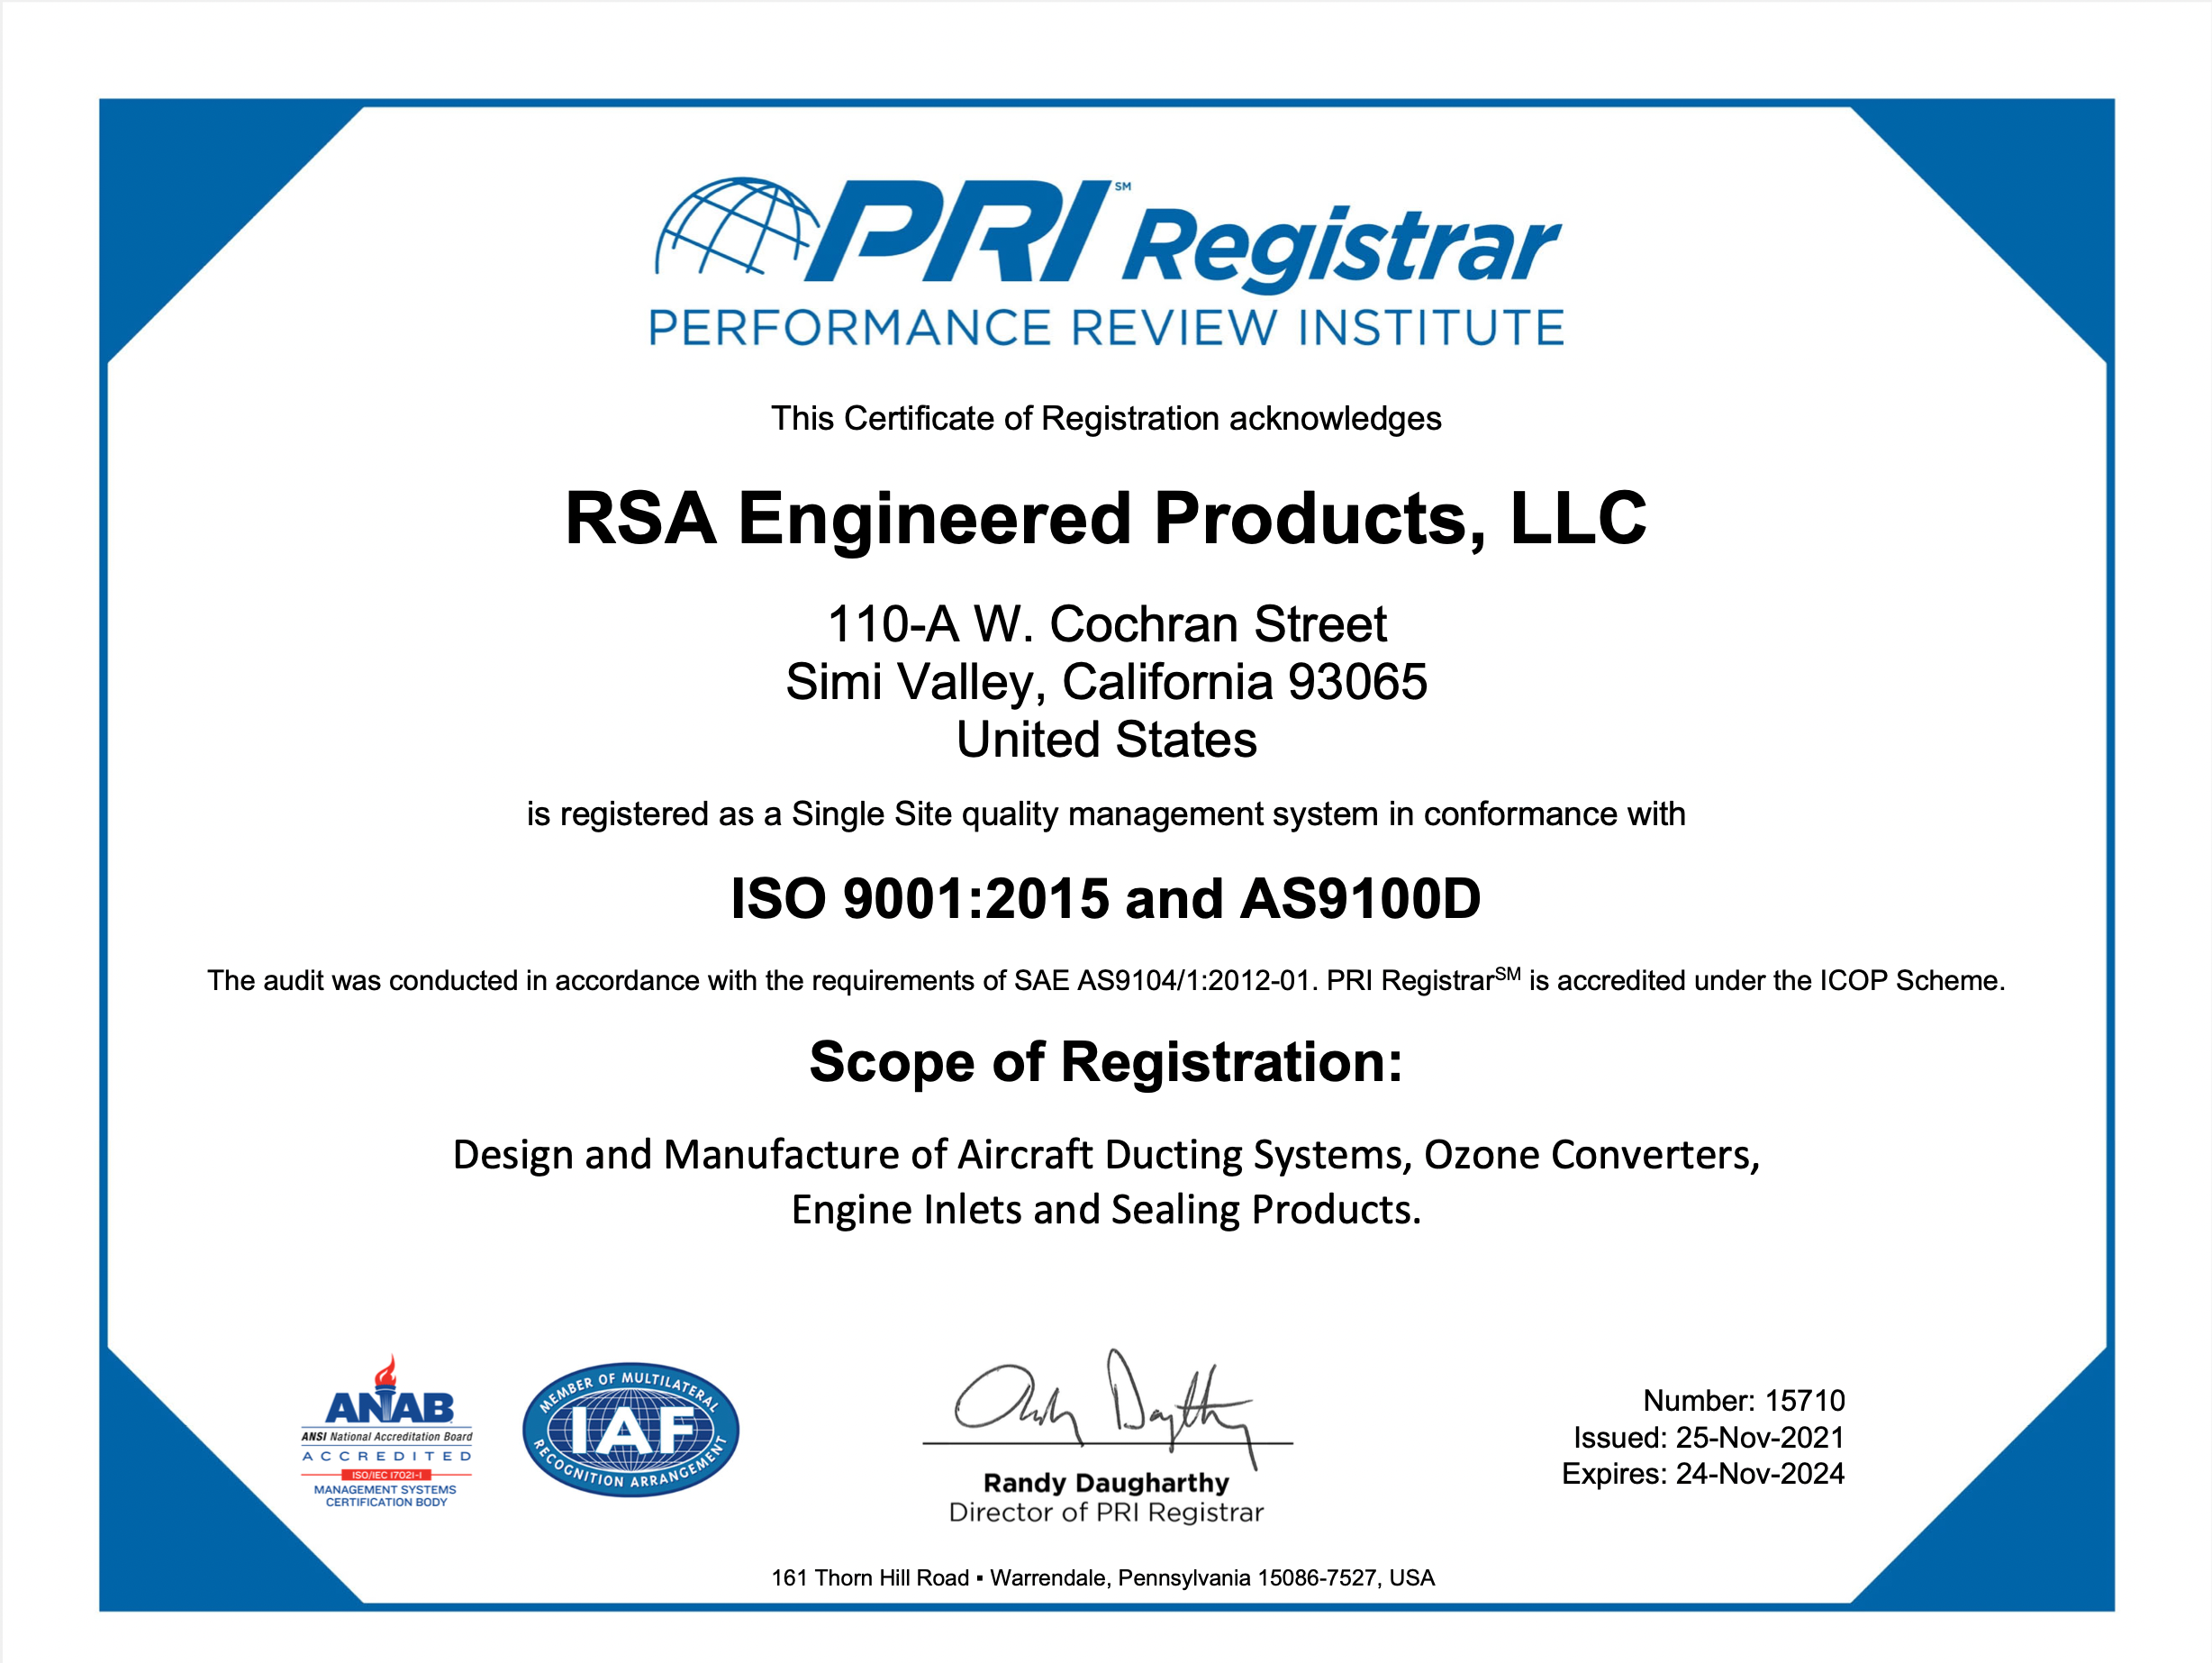 PRI℠ Registrar
PERFORMANCE REVIEW INSTITUTE
This Certificate of Registration acknowledges
RSA Engineered Products, LLC
110-A W. Cochran Street
Simi Valley, California 93065
United States
is registered as a Single Site quality management system in conformance with
ISO 9001:2015 and AS9100D
The audit was conducted in accordance with the requirements of SAE AS9104/1:2012-01. PRI Registrar℠ is accredited under the ICOP Scheme.
Scope of Registration:
Design and Manufacture of Aircraft Ducting Systems, Ozone Converters,
Engine Inlets and Sealing Products.
ANAB
ANSI National Accreditation Board
ACCREDITED
ISO/IEC 17021-1
MANAGEMENT SYSTEMS
CERTIFICATION BODY
MEMBER OF MULTILATERAL
IAF
RECOGNITION ARRANGEMENT
Randy Daugharthy
Director of PRI Registrar
Number: 15710
Issued: 25-Nov-2021
Expires: 24-Nov-2024
161 Thorn Hill Road ▪ Warrendale, Pennsylvania 15086-7527, USA